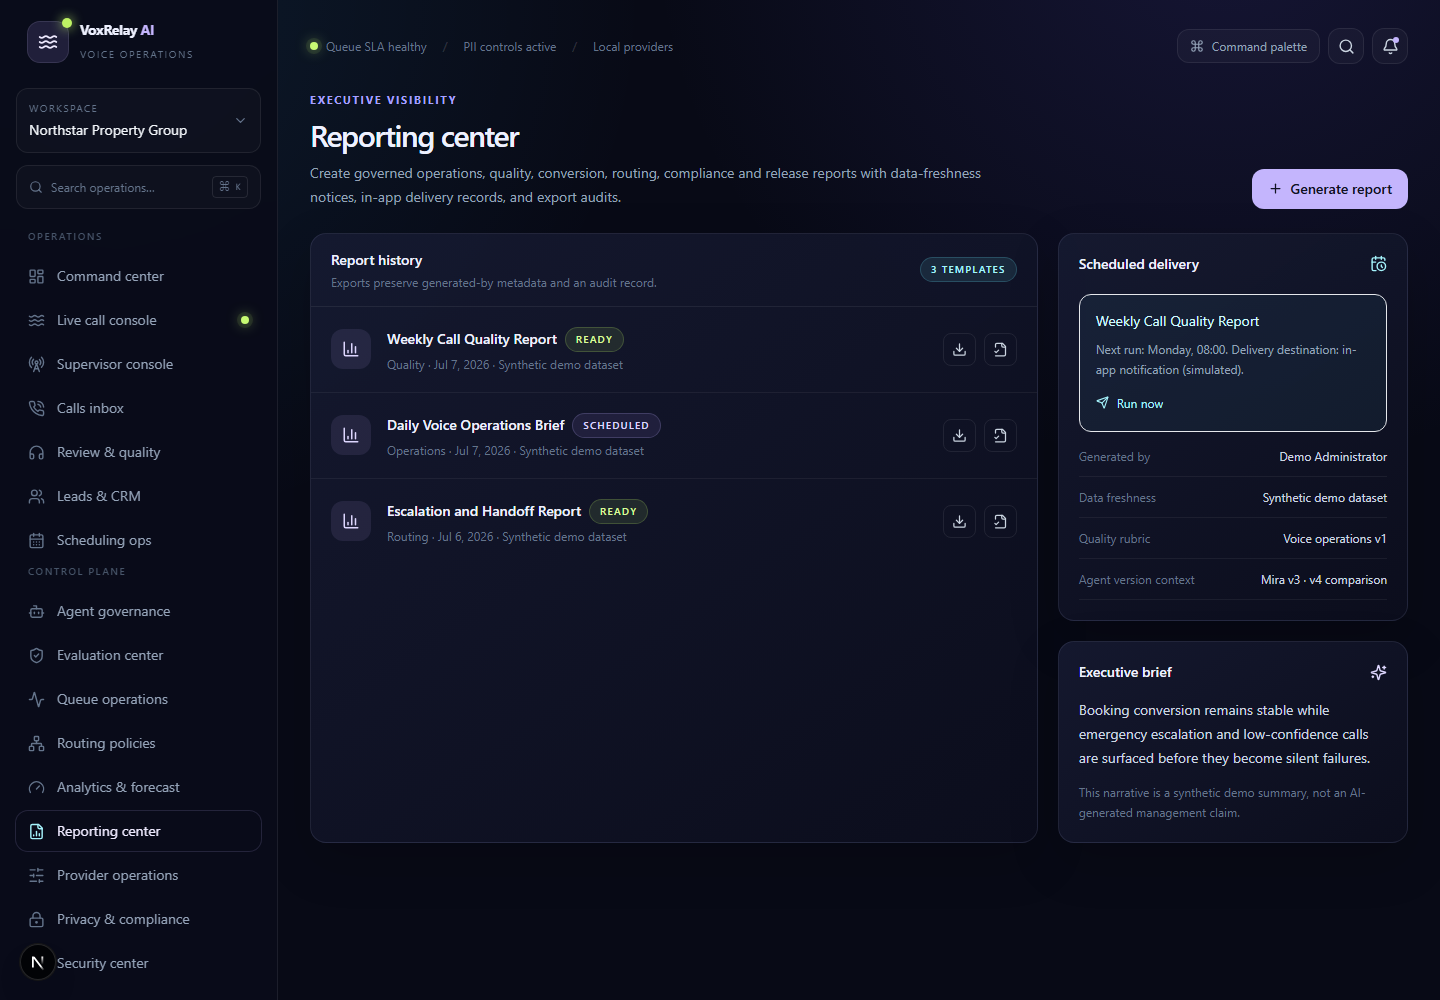 VoxRelay AI
VOICE OPERATIONS
WORKSPACE
Northstar Property Group
Search operations...
⌘ K
OPERATIONS
Command center
Live call console
Supervisor console
Calls inbox
Review & quality
Leads & CRM
Scheduling ops
CONTROL PLANE
Agent governance
Evaluation center
Queue operations
Routing policies
Analytics & forecast
Reporting center
Provider operations
Privacy & compliance
N
Security center
Queue SLA healthy / PII controls active / Local providers
⌘ Command palette
EXECUTIVE VISIBILITY
Reporting center
Create governed operations, quality, conversion, routing, compliance and release reports with data-freshness
notices, in-app delivery records, and export audits.
+ Generate report
Report history
Exports preserve generated-by metadata and an audit record.
3 TEMPLATES
Weekly Call Quality Report READY
Quality · Jul 7, 2026 · Synthetic demo dataset
Daily Voice Operations Brief SCHEDULED
Operations · Jul 7, 2026 · Synthetic demo dataset
Escalation and Handoff Report READY
Routing · Jul 6, 2026 · Synthetic demo dataset
Scheduled delivery
Weekly Call Quality Report
Next run: Monday, 08:00. Delivery destination: in-
app notification (simulated).
Run now
Generated by Demo Administrator
Data freshness Synthetic demo dataset
Quality rubric Voice operations v1
Agent version context Mira v3 · v4 comparison
Executive brief
Booking conversion remains stable while
emergency escalation and low-confidence calls
are surfaced before they become silent failures.
This narrative is a synthetic demo summary, not an AI-
generated management claim.